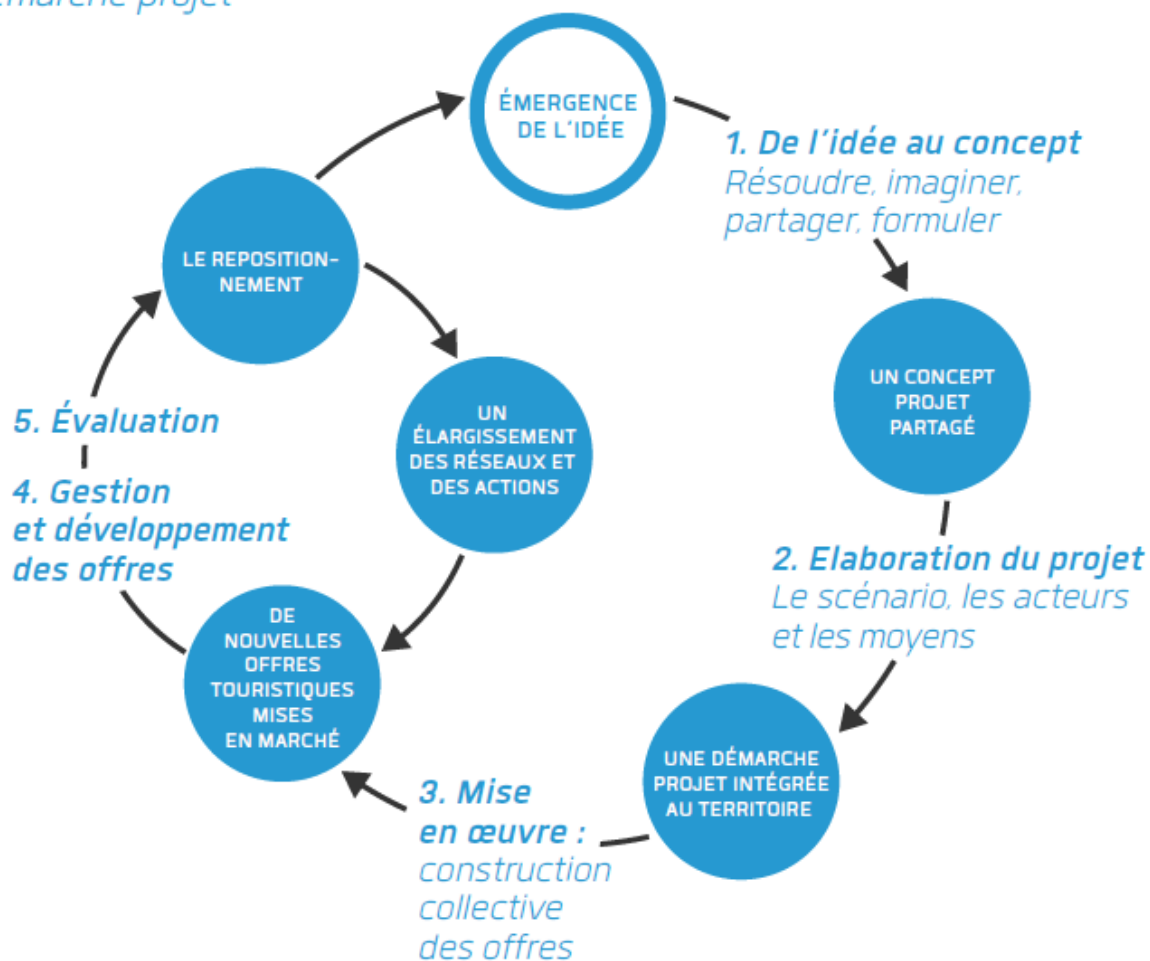 projet
ÉMERGENCE
DE L'IDÉE
1. De l'idée au concept
Résoudre, imaginer,
partager, formuler
UN CONCEPT
PROJET
PARTAGÉ
2. Elaboration du projet
Le scénario, les acteurs
et les moyens
UNE DÉMARCHE
PROJET INTÉGRÉE
AU TERRITOIRE
3. Mise
en œuvre :
construction
collective
des offres
DE
NOUVELLES
OFFRES
TOURISTIQUES
MISES
EN MARCHÉ
4. Gestion
et développement
des offres
5. Évaluation
LE REPOSITION-
NEMENT
UN
ÉLARGISSEMENT
DES RÉSEAUX ET
DES ACTIONS